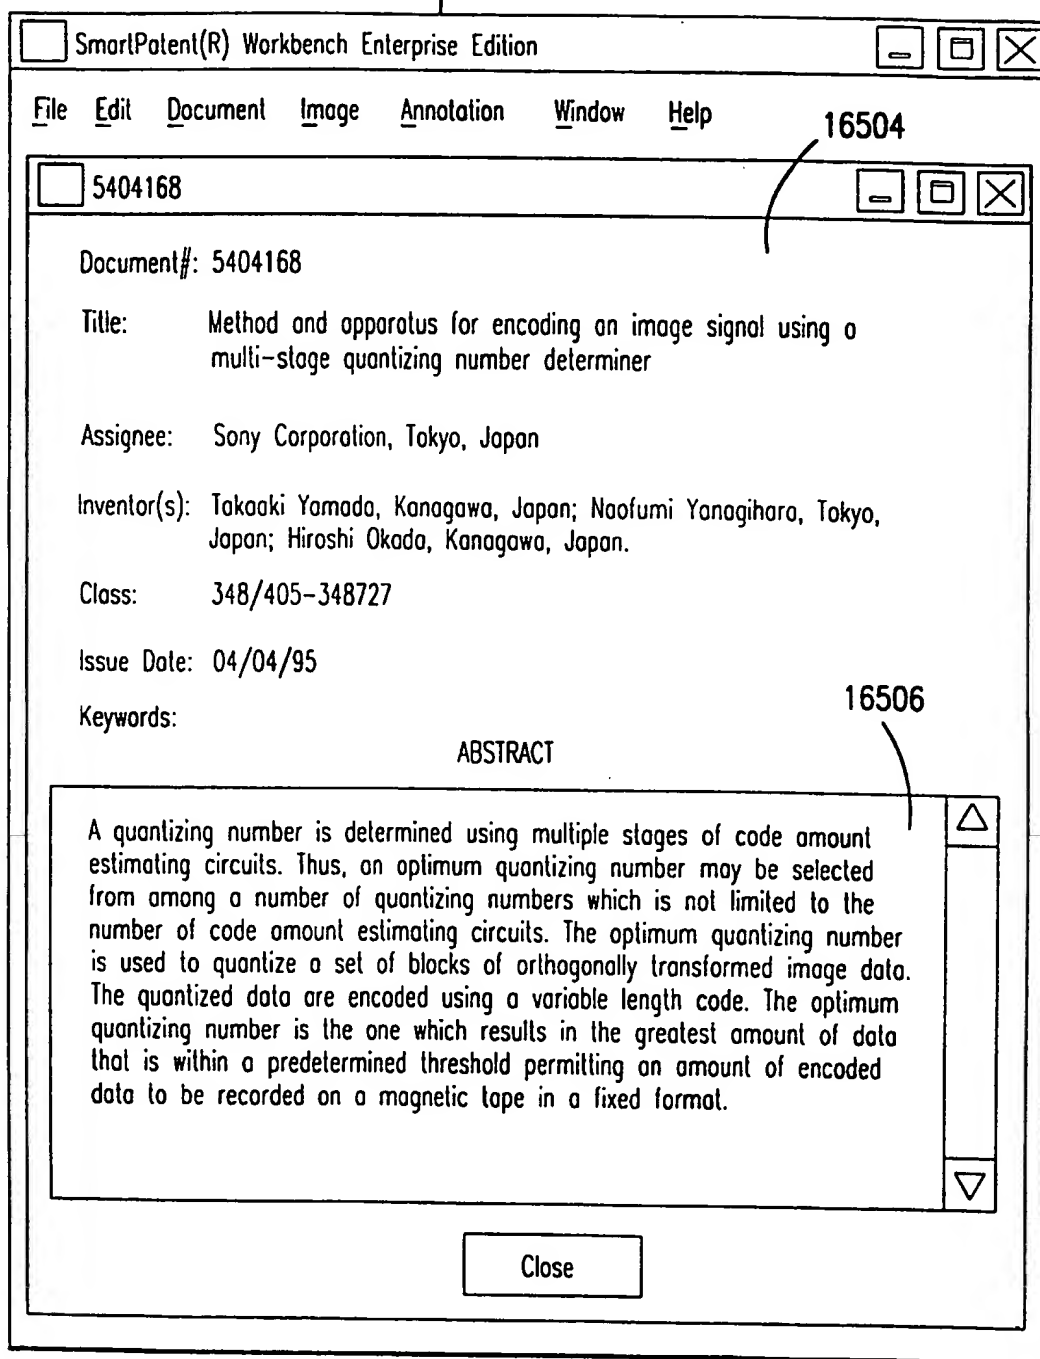 SmartPatent(R) Workbench Enterprise Edition
File Edit Document Image Annotation Window Help
16504
5404168
Document#: 5404168
Title: Method and apparatus for encoding an image signal using a
multi-stage quantizing number determiner
Assignee: Sony Corporation, Tokyo, Japan
Inventor(s): Takaaki Yamada, Kanagawa, Japan; Naofumi Yanagihara, Tokyo,
Japan; Hiroshi Okada, Kanagawa, Japan.
Class: 348/405-348727
Issue Date: 04/04/95
16506
Keywords:
ABSTRACT
A quantizing number is determined using multiple stages of code amount
estimating circuits. Thus, an optimum quantizing number may be selected
from among a number of quantizing numbers which is not limited to the
number of code amount estimating circuits. The optimum quantizing number
is used to quantize a set of blocks of orthogonally transformed image data.
The quantized data are encoded using a variable length code. The optimum
quantizing number is the one which results in the greatest amount of data
that is within a predetermined threshold permitting an amount of encoded
data to be recorded on a magnetic tape in a fixed format.
Close